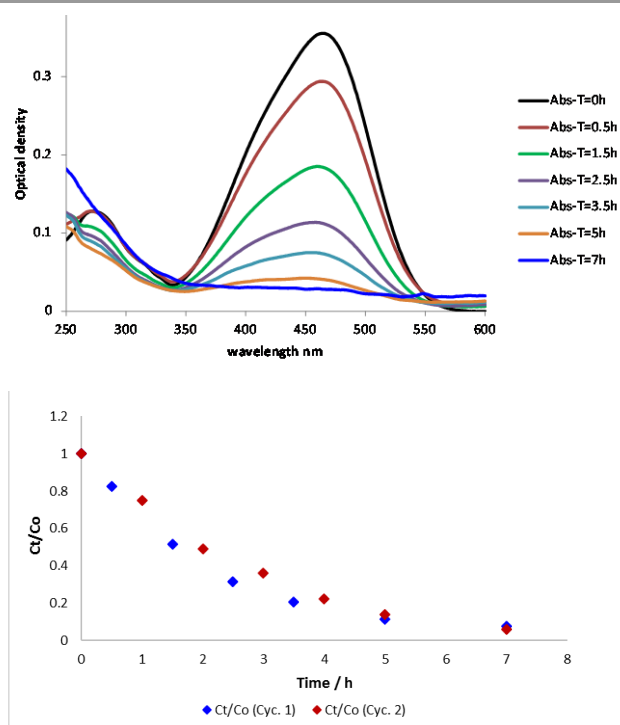 Optical density
0.3
0.2
0.1
0
250 300 350 400 450 500 550 600
wavelength nm
Abs-T=0h
Abs-T=0.5h
Abs-T=1.5h
Abs-T=2.5h
Abs-T=3.5h
Abs-T=5h
Abs-T=7h
Ct/Co
1.2
1
0.8
0.6
0.4
0.2
0
0 1 2 3 4 5 6 7 8
Time / h
Ct/Co (Cyc. 1) Ct/Co (Cyc. 2)